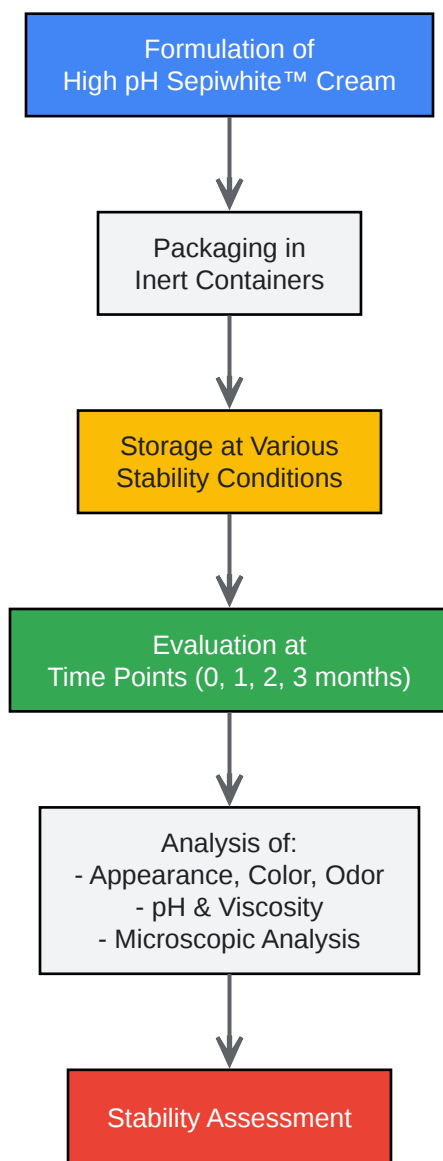 Formulation of
High pH Sepiwhite™ Cream
Packaging in
Inert Containers
Storage at Various
Stability Conditions
Evaluation at
Time Points (0, 1, 2, 3 months)
Analysis of:
- Appearance, Color, Odor
- pH & Viscosity
- Microscopic Analysis
Stability Assessment